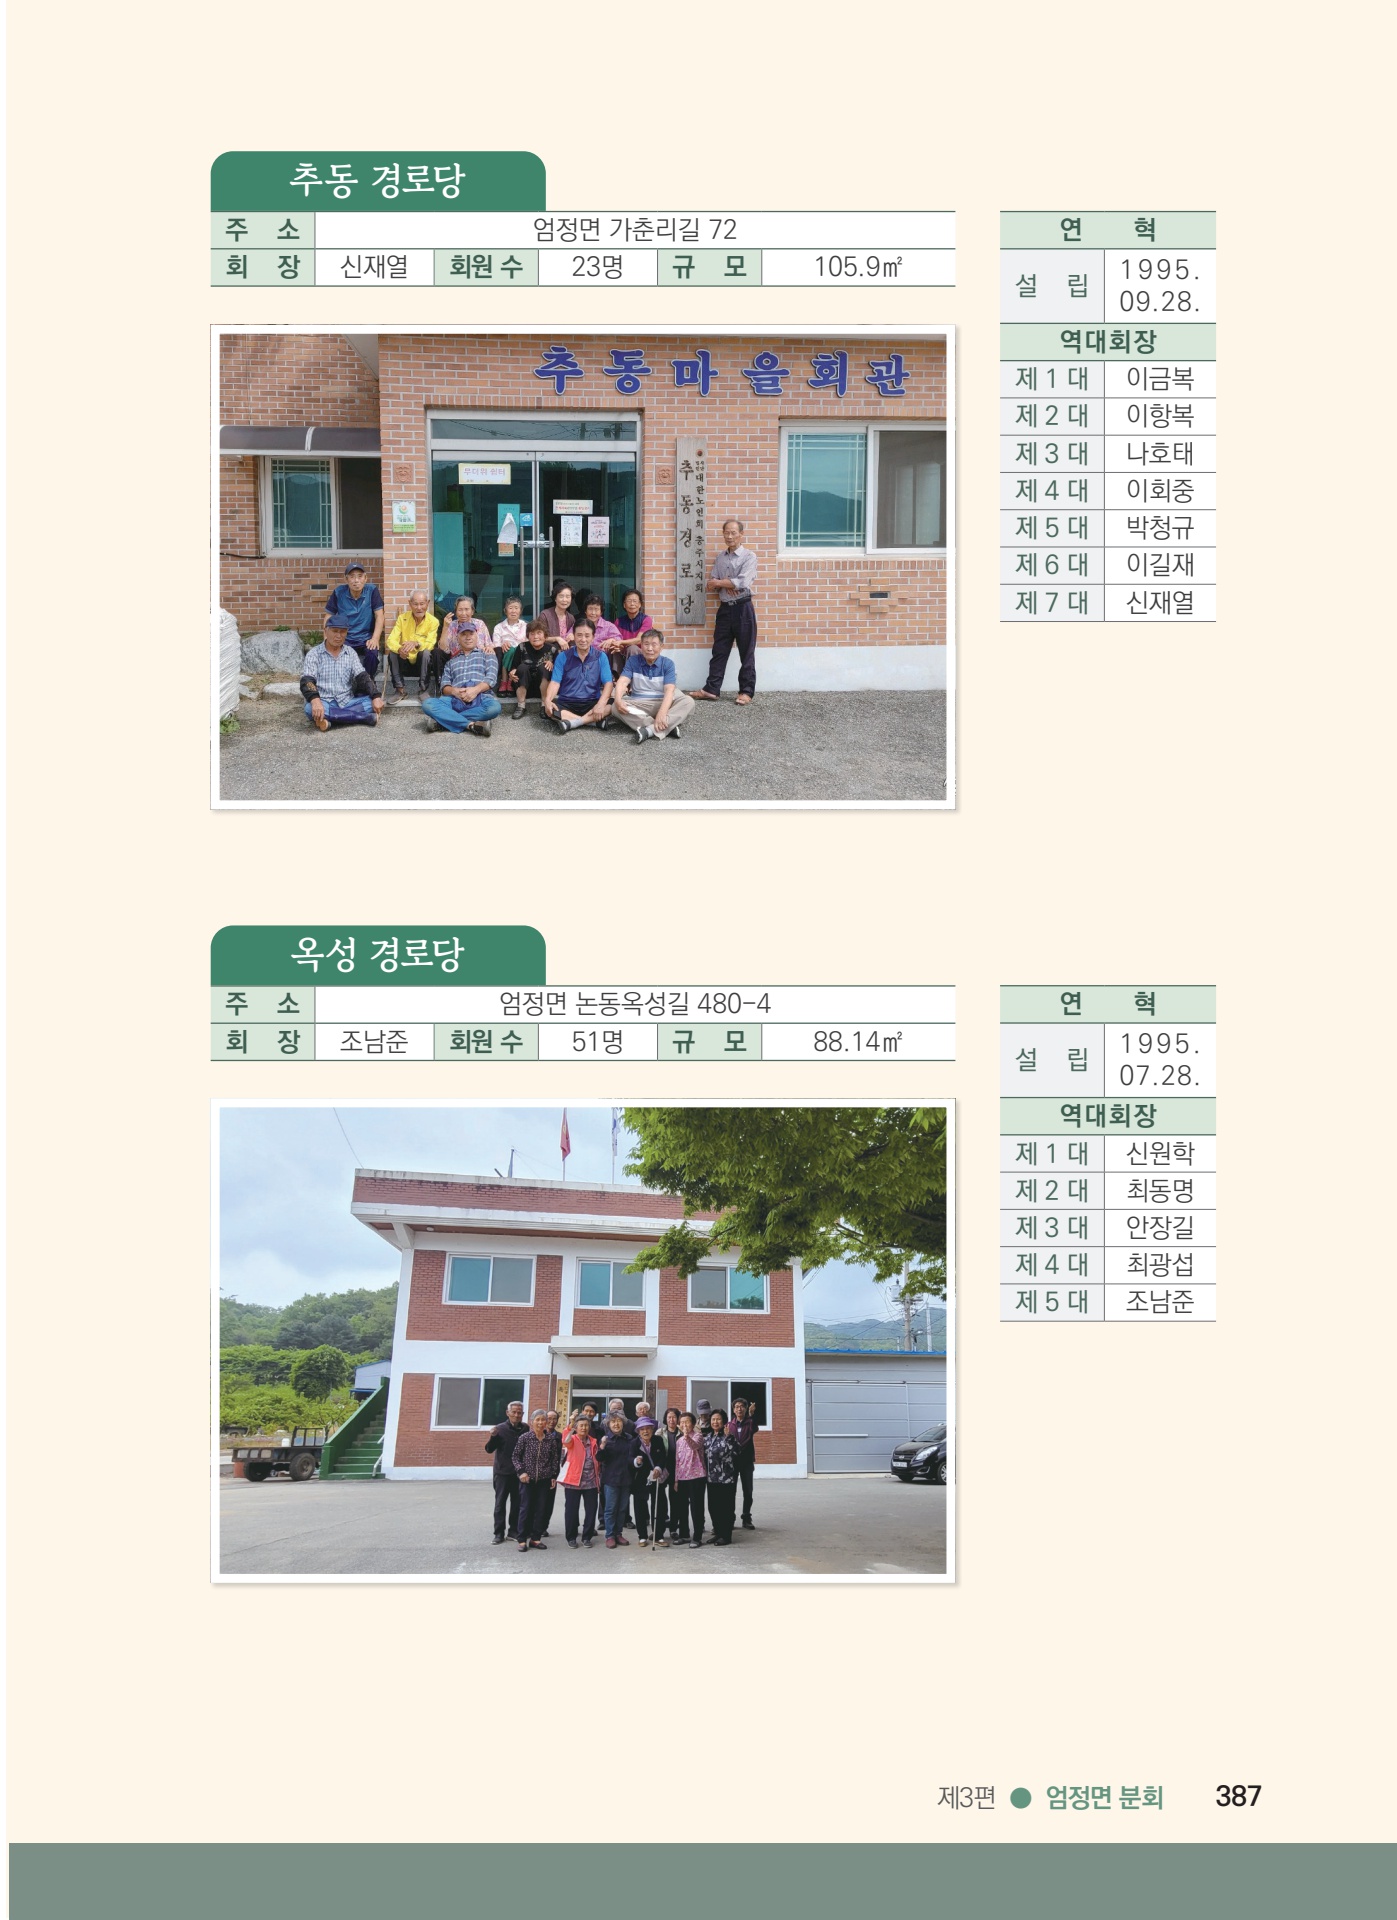 추동 경로당
주 소 엄정면 가춘리길 72
회 장 신재열 회원 수 23명 규 모 105.9㎡
연 혁
설 립 1995. 09.28.
역대회장
제 1 대 이금복
제 2 대 이항복
제 3 대 나호태
제 4 대 이회중
제 5 대 박청규
제 6 대 이길재
제 7 대 신재열
추동마을회관
무더위 쉼터
대한노인회 충주시지회
추동경로당
옥성 경로당
주 소 엄정면 논동옥성길 480-4
회 장 조남준 회원 수 51명 규 모 88.14㎡
연 혁
설 립 1995. 07.28.
역대회장
제 1 대 신원학
제 2 대 최동명
제 3 대 안장길
제 4 대 최광섭
제 5 대 조남준
제3편 ● 엄정면 분회 387